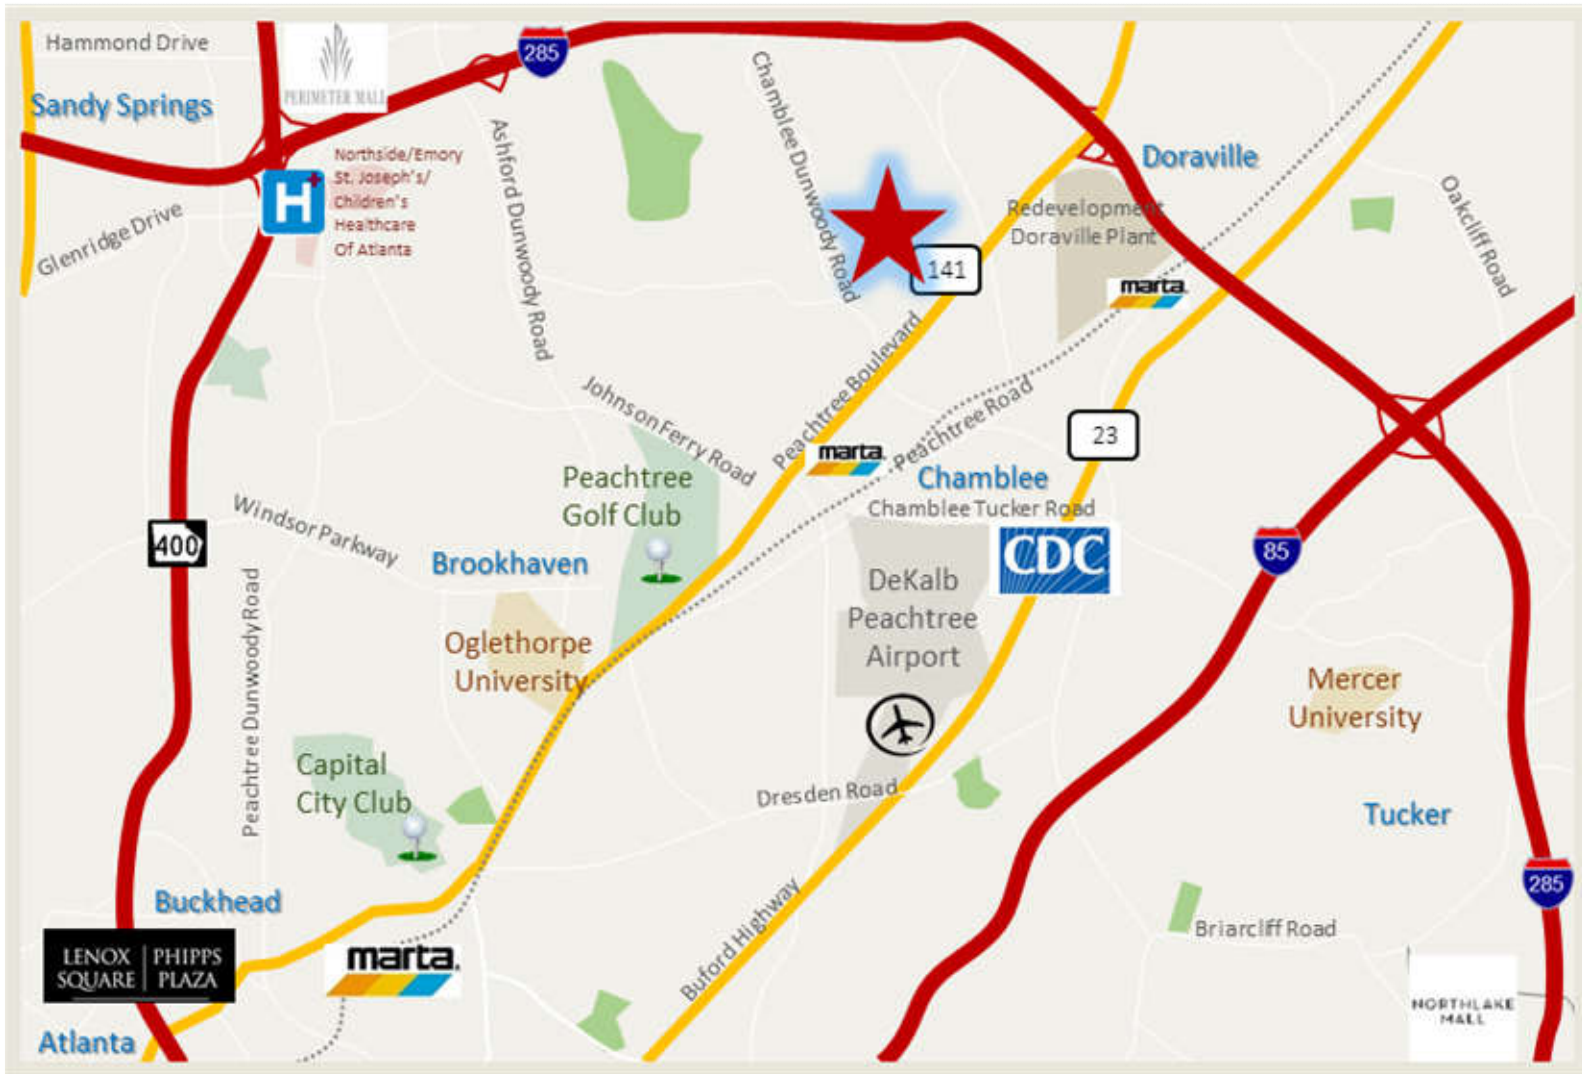 Hammond Drive
285
PERIMETER MALL
Sandy Springs
Chamblee Dunwoody Road
Ashford Dunwoody Road
Northside/Emory
St. Joseph's/
Children's
Healthcare
Of Atlanta
H
Doraville
Oakcliff Road
Glenridge Drive
Redevelopment
Doraville Plant
141
marta
Peachtree Boulevard
Johnson Ferry Road
Peachtree Road
23
marta
Peachtree
Golf Club
Chamblee
Chamblee Tucker Road
Windsor Parkway
400
Brookhaven
CDC
85
DeKalb
Peachtree
Airport
Peachtree Dunwoody Road
Oglethorpe
University
Mercer
University
Capital
City Club
Dresden Road
Tucker
285
Buckhead
Buford Highway
Briarcliff Road
LENOX
SQUARE
PHIPPS
PLAZA
marta
NORTHLAKE
MALL
Atlanta